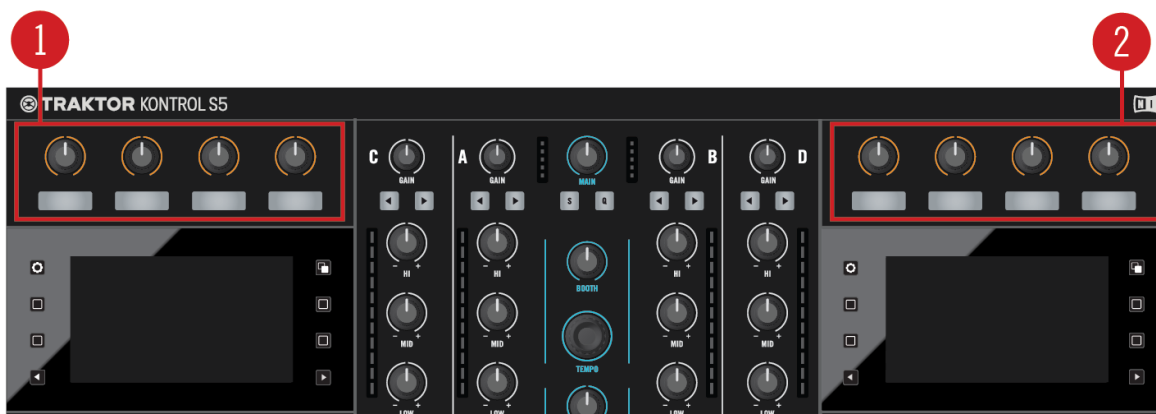 1
2
TRAKTOR KONTROL S5
NI
C A B D
GAIN GAIN MAIN GAIN GAIN
S Q
- + - + - + - +
HI HI HI HI
BOOTH
- + - + - + - +
MID MID MID MID
TEMPO
LOW LOW LOW LOW